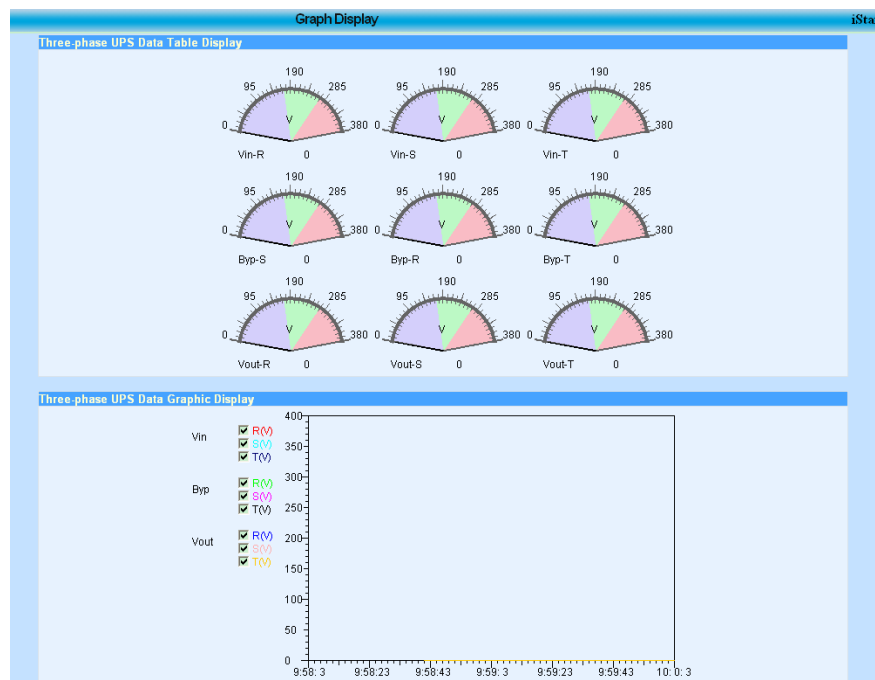 Graph Display iSta
Three-phase UPS Data Table Display
190 190 190
95 285 95 285 95 285
V V V
0 380 0 380 0 380
Vin-R 0 Vin-S 0 Vin-T 0
190 190 190
95 285 95 285 95 285
V V V
0 380 0 380 0 380
Byp-S 0 Byp-R 0 Byp-T 0
190 190 190
95 285 95 285 95 285
V V V
0 380 0 380 0 380
Vout-R 0 Vout-S 0 Vout-T 0
Three-phase UPS Data Graphic Display
400
Vin R(V)
S(V) 350
T(V)
300
Byp R(V)
S(V)
T(V) 250
Vout R(V) 200
S(V)
T(V)
150
100
50
0
9:58: 3 9:58:23 9:58:43 9:59: 3 9:59:23 9:59:43 10: 0: 3